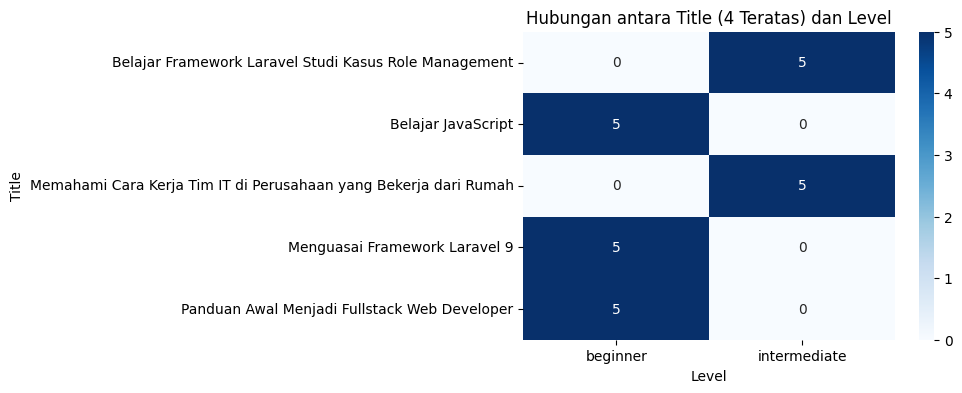 Hubungan antara Title (4 Teratas) dan Level
Title
Belajar Framework Laravel Studi Kasus Role Management
0
5
Belajar JavaScript
5
0
Memahami Cara Kerja Tim IT di Perusahaan yang Bekerja dari Rumah
0
5
Menguasai Framework Laravel 9
5
0
Panduan Awal Menjadi Fullstack Web Developer
5
0
beginner
intermediate
Level
5
4
3
2
1
0